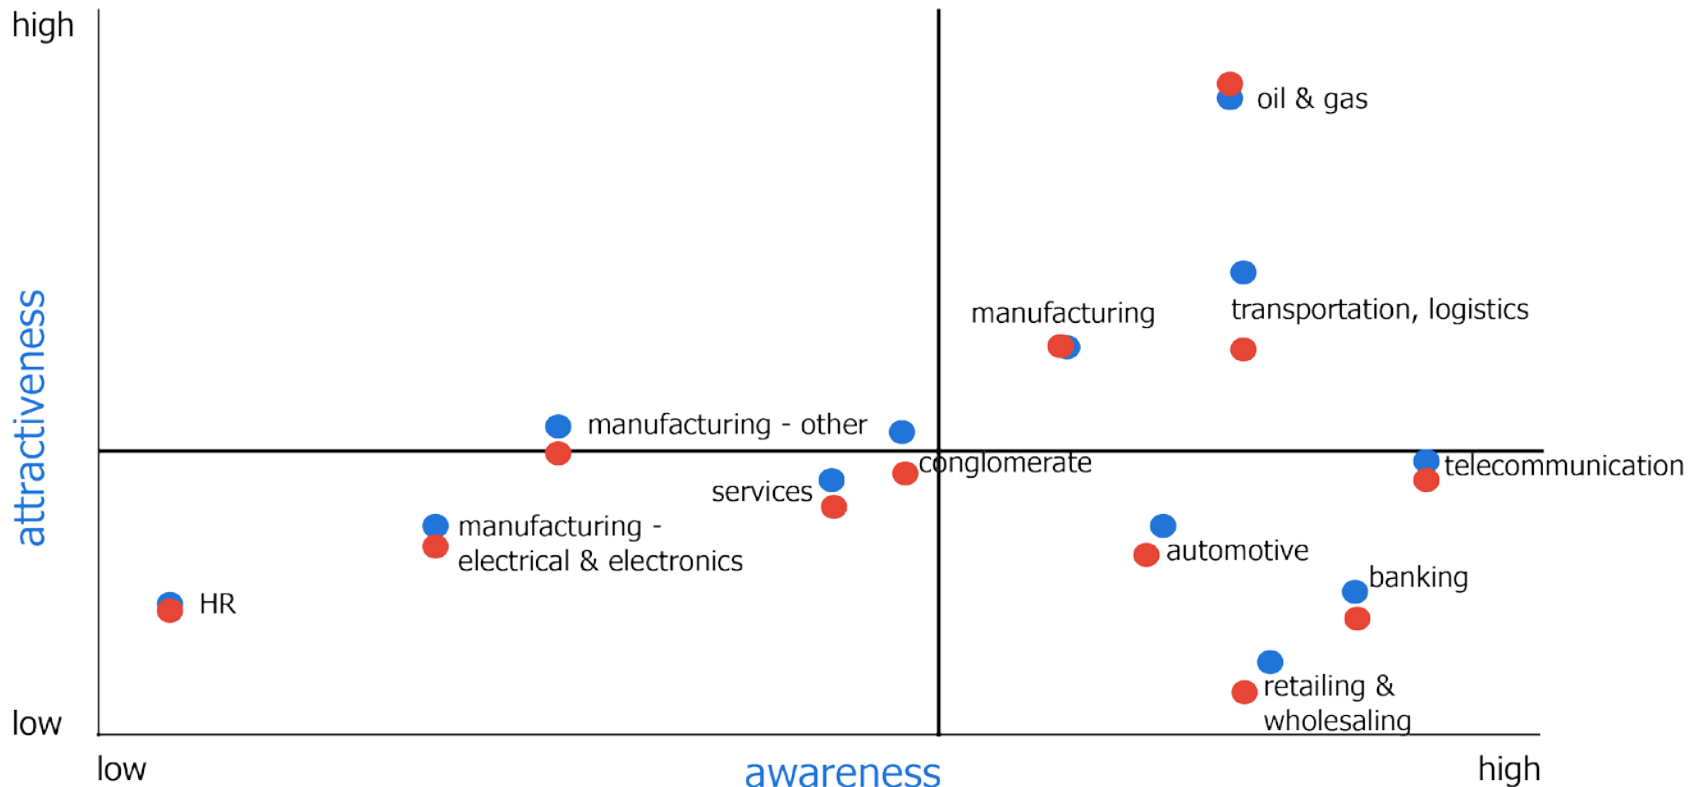 high
oil & gas
manufacturing
transportation, logistics
attractiveness
manufacturing - other
conglomerate
telecommunication
services
manufacturing -
electrical & electronics
automotive
banking
HR
retailing &
wholesaling
low
low
awareness
high